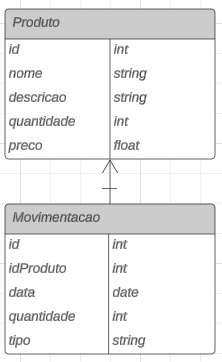 Produto
id int
nome string
descricao string
quantidade int
preco float
Movimentacao
id int
idProduto int
data date
quantidade int
tipo string